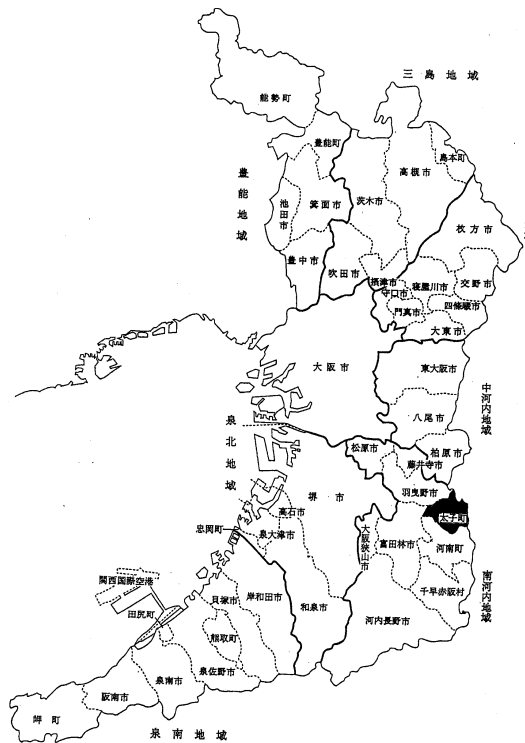 三島地域
能勢町
豊能町
島本町
高槻市
豊能地域
池田市
箕面市
茨木市
枚方市
豊中市
吹田市
摂津市
守口市
寝屋川市
交野市
門真市
四條畷市
大東市
大阪市
東大阪市
中河内地域
八尾市
泉北地域
松原市
柏原市
藤井寺市
羽曳野市
堺市
高石市
太子町
忠岡町
泉大津市
大阪狭山市
富田林市
河南町
関西国際空港
田尻町
貝塚市
岸和田市
和泉市
千早赤阪村
南河内地域
熊取町
河内長野市
泉佐野市
泉南市
阪南市
岬町
泉南地域